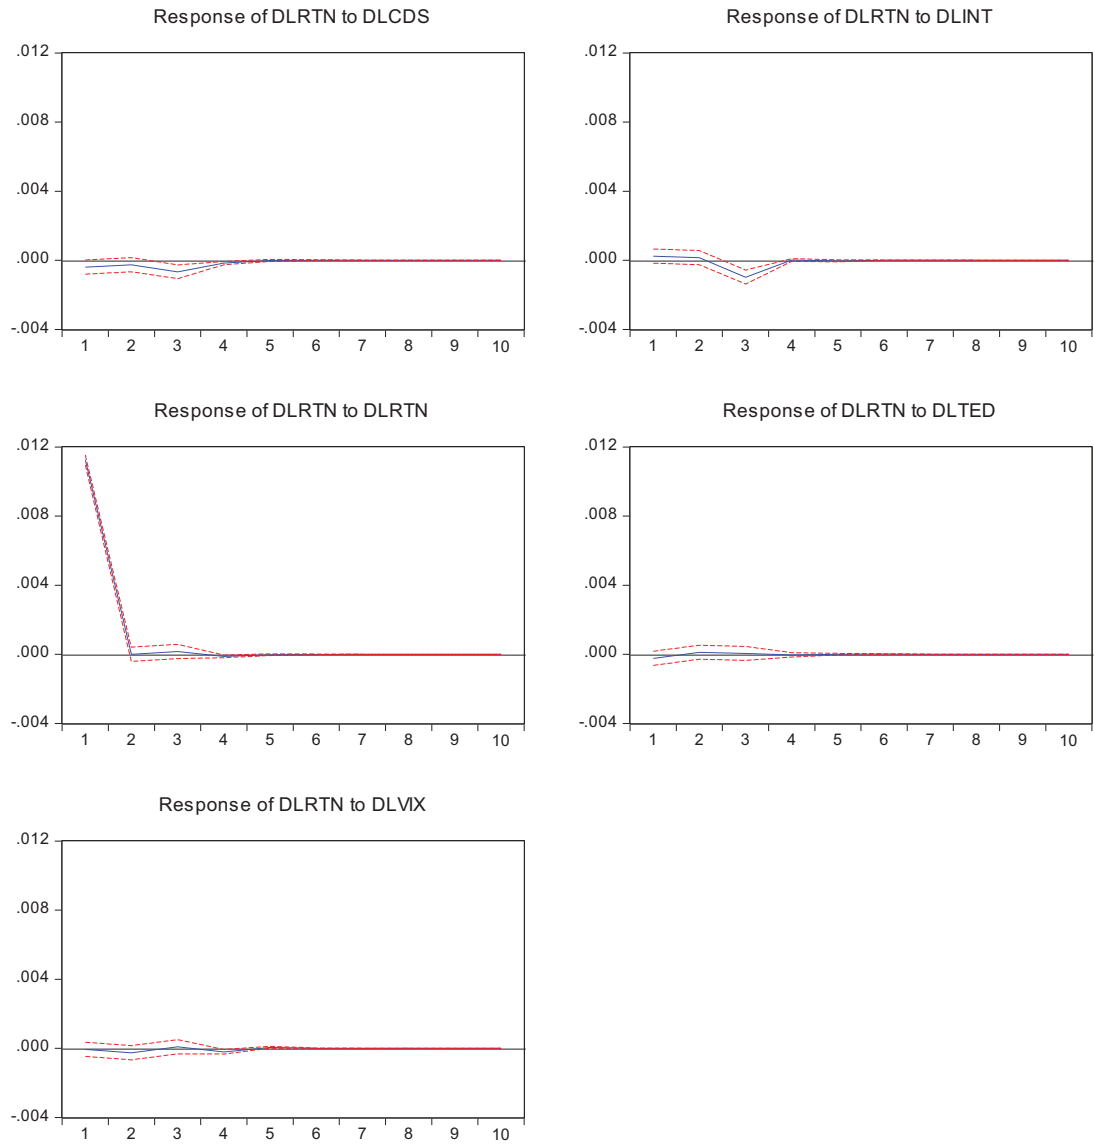 Response of DLRTN to DLCDS
.012
.008
.004
.000
-.004
1 2 3 4 5 6 7 8 9 10
Response of DLRTN to DLINT
.012
.008
.004
.000
-.004
1 2 3 4 5 6 7 8 9 10
Response of DLRTN to DLRTN
.012
.008
.004
.000
-.004
1 2 3 4 5 6 7 8 9 10
Response of DLRTN to DLTED
.012
.008
.004
.000
-.004
1 2 3 4 5 6 7 8 9 10
Response of DLRTN to DLVIX
.012
.008
.004
.000
-.004
1 2 3 4 5 6 7 8 9 10